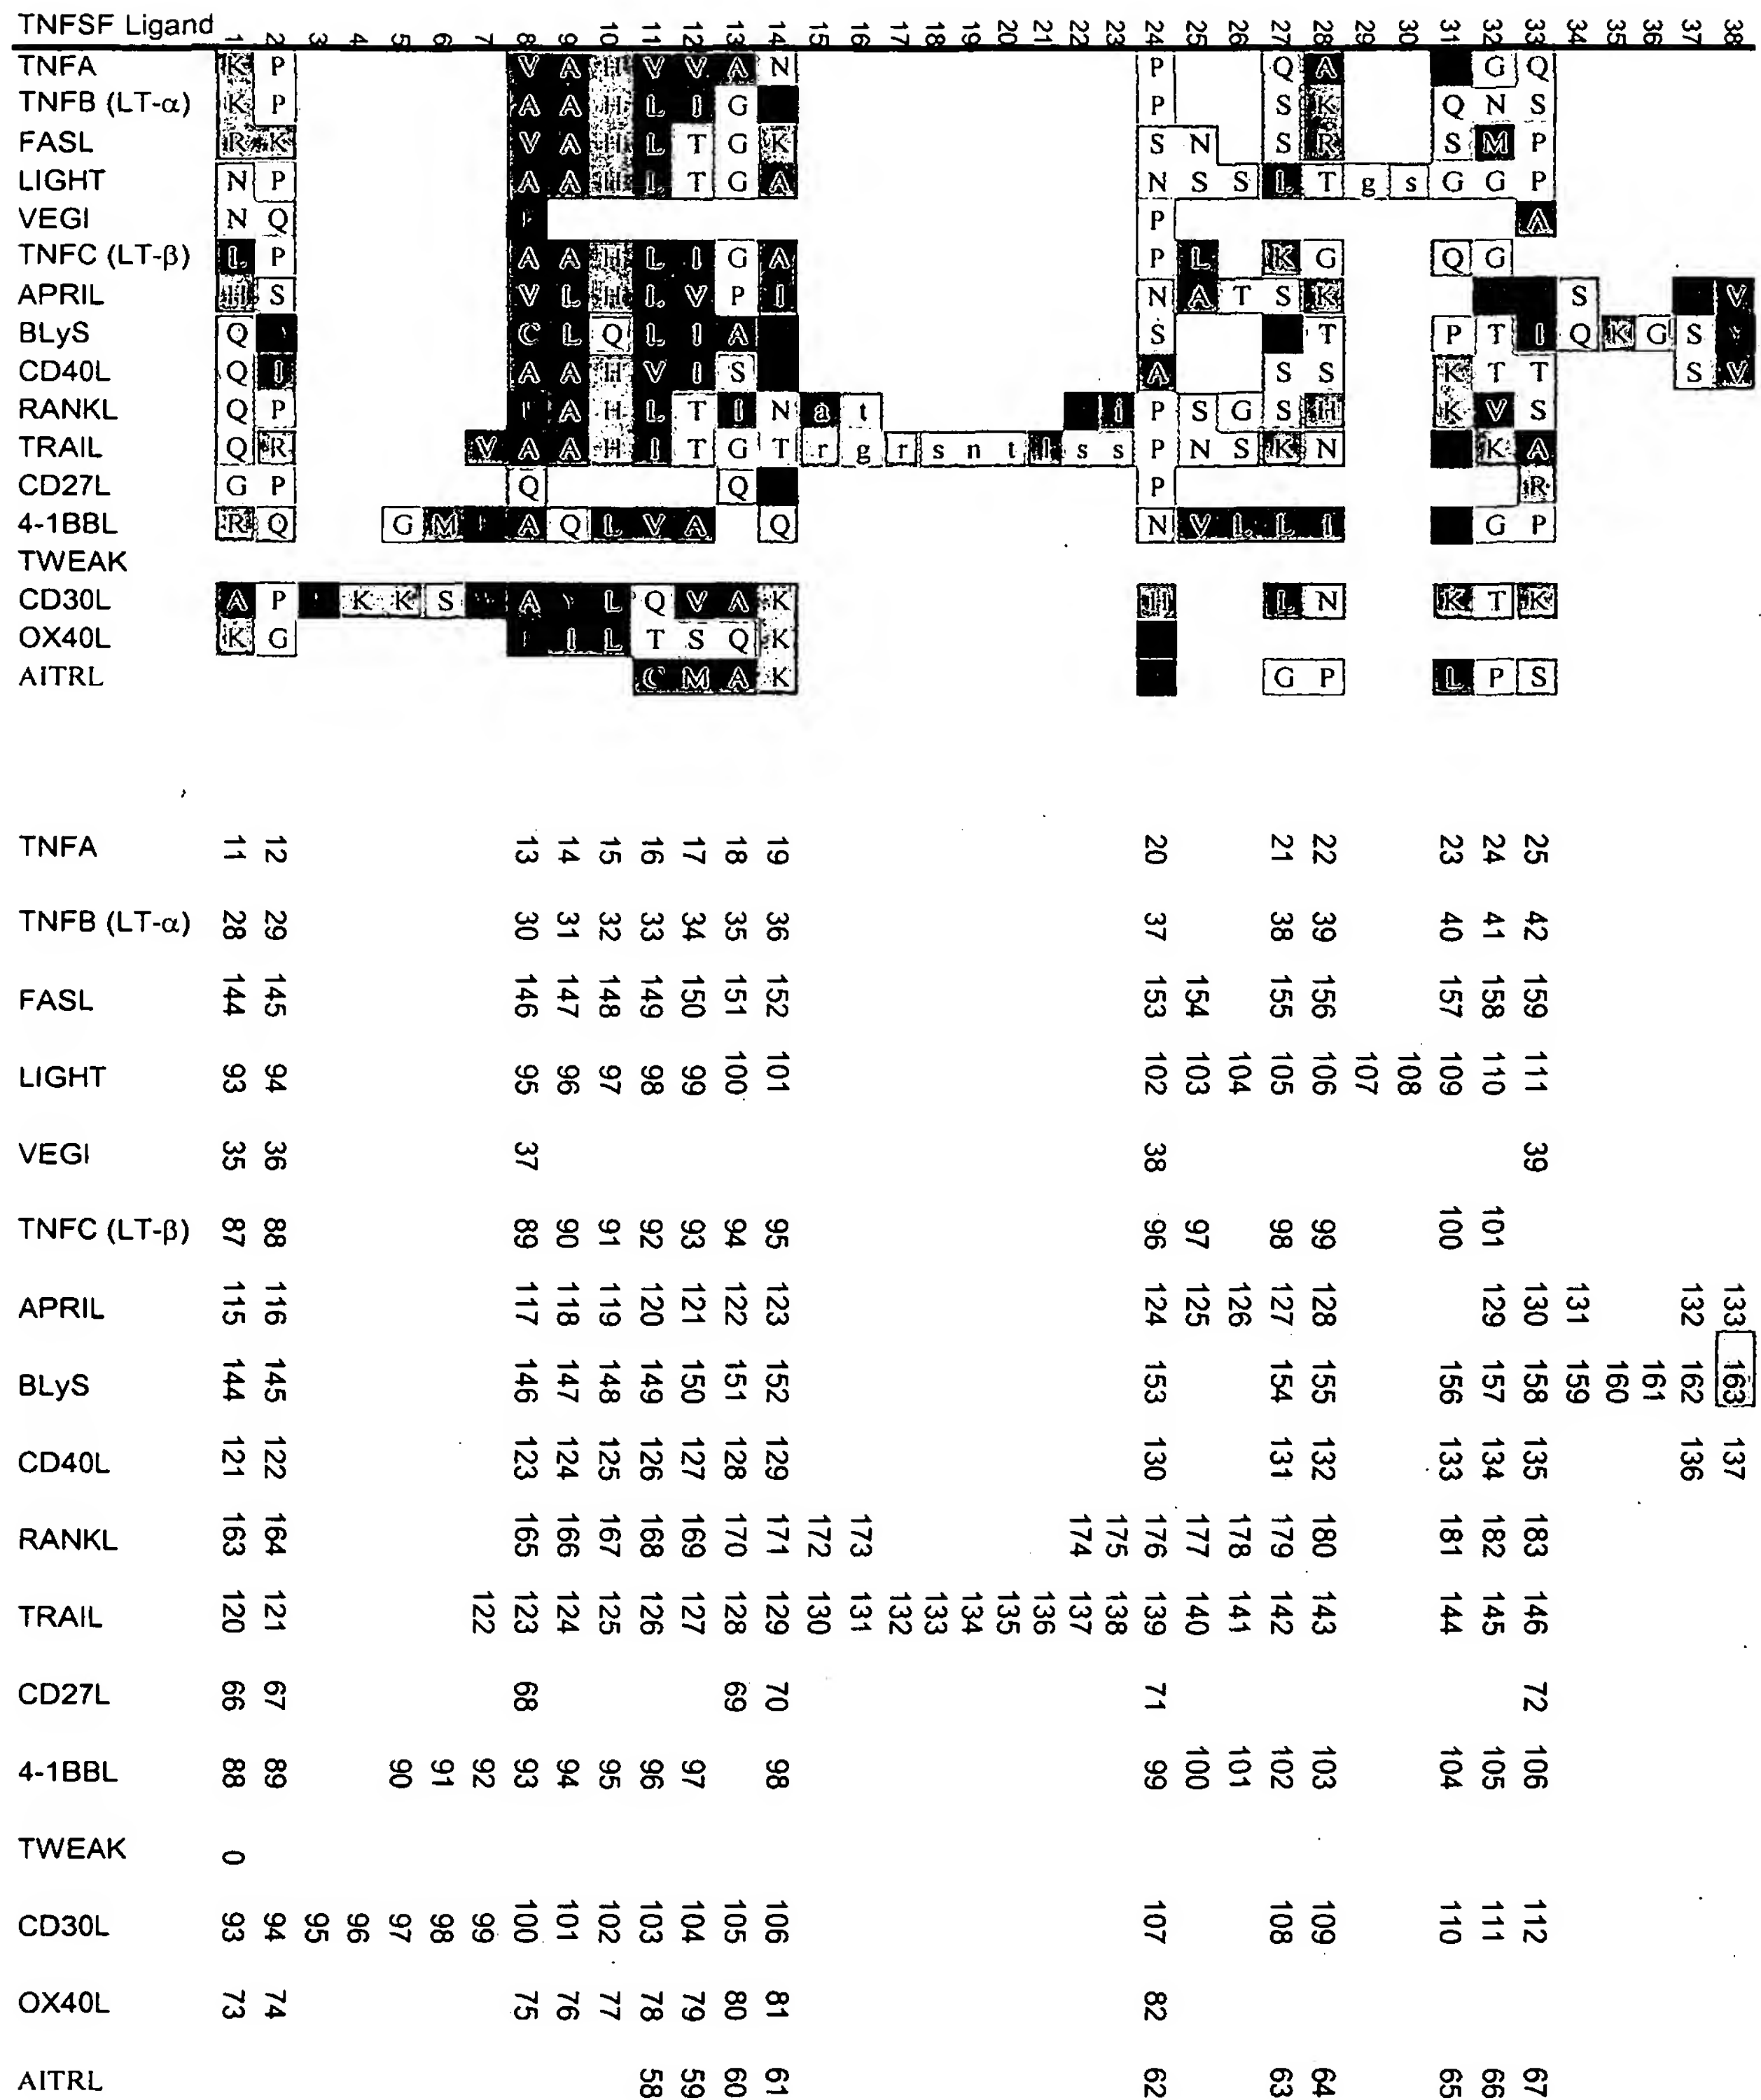 TNFSF Ligand 1 2 3 4 5 6 7 8 9 10 11 12 13 14 15 16 17 18 19 20 21 22 23 24 25 26 27 28 29 30 31 32 33 34 35 36 37 38
TNFA K P V A H V V A N P Q A G Q
TNFB (LT-α) K P A A H L I G P S K Q N S
FASL R K V A H L T G K S N S R S M P
LIGHT N P A A H L T G A N S S L T g s G G P
VEGI N Q P A
TNFC (LT-β) L P A A H L I G A P L K G Q G
APRIL H S V L H L V P I N A T S K S V
BLyS Q C L Q L I A S T P T I Q K G S
CD40L Q I A A H V I S A S S K T T S V
RANKL Q P A H L T I N a t i P S G S H K V S
TRAIL Q R V A A H I T G T r g r s n t l s s P N S K N K A
CD27L G P Q Q P R
4-1BBL R Q G M A Q L V A Q N V L L I G P
TWEAK
CD30L A P K K S A L Q V A K H L N K T K
OX40L K G I L T S Q K
AITRL C M A K G P L P S
TNFA 11 12 13 14 15 16 17 18 19 20 21 22 23 24 25
TNFB (LT-α) 28 29 30 31 32 33 34 35 36 37 38 39 40 41 42
FASL 144 145 146 147 148 149 150 151 152 153 154 155 156 157 158 159
LIGHT 93 94 95 96 97 98 99 100 101 102 103 104 105 106 107 108 109 110 111
VEGI 35 36 37 38 39
TNFC (LT-β) 87 88 89 90 91 92 93 94 95 96 97 98 99 100 101
APRIL 115 116 117 118 119 120 121 122 123 124 125 126 127 128 129 130 131 132 133
BLyS 144 145 146 147 148 149 150 151 152 153 154 155 156 157 158 159 160 161 162 163
CD40L 121 122 123 124 125 126 127 128 129 130 131 132 133 134 135 136 137
RANKL 163 164 165 166 167 168 169 170 171 172 173 174 175 176 177 178 179 180 181 182 183
TRAIL 120 121 122 123 124 125 126 127 128 129 130 131 132 133 134 135 136 137 138 139 140 141 142 143 144 145 146
CD27L 66 67 68 69 70 71 72
4-1BBL 88 89 90 91 92 93 94 95 96 97 98 99 100 101 102 103 104 105 106
TWEAK 0
CD30L 93 94 95 96 97 98 99 100 101 102 103 104 105 106 107 108 109 110 111 112
OX40L 73 74 75 76 77 78 79 80 81 82
AITRL 58 59 60 61 62 63 64 65 66 67